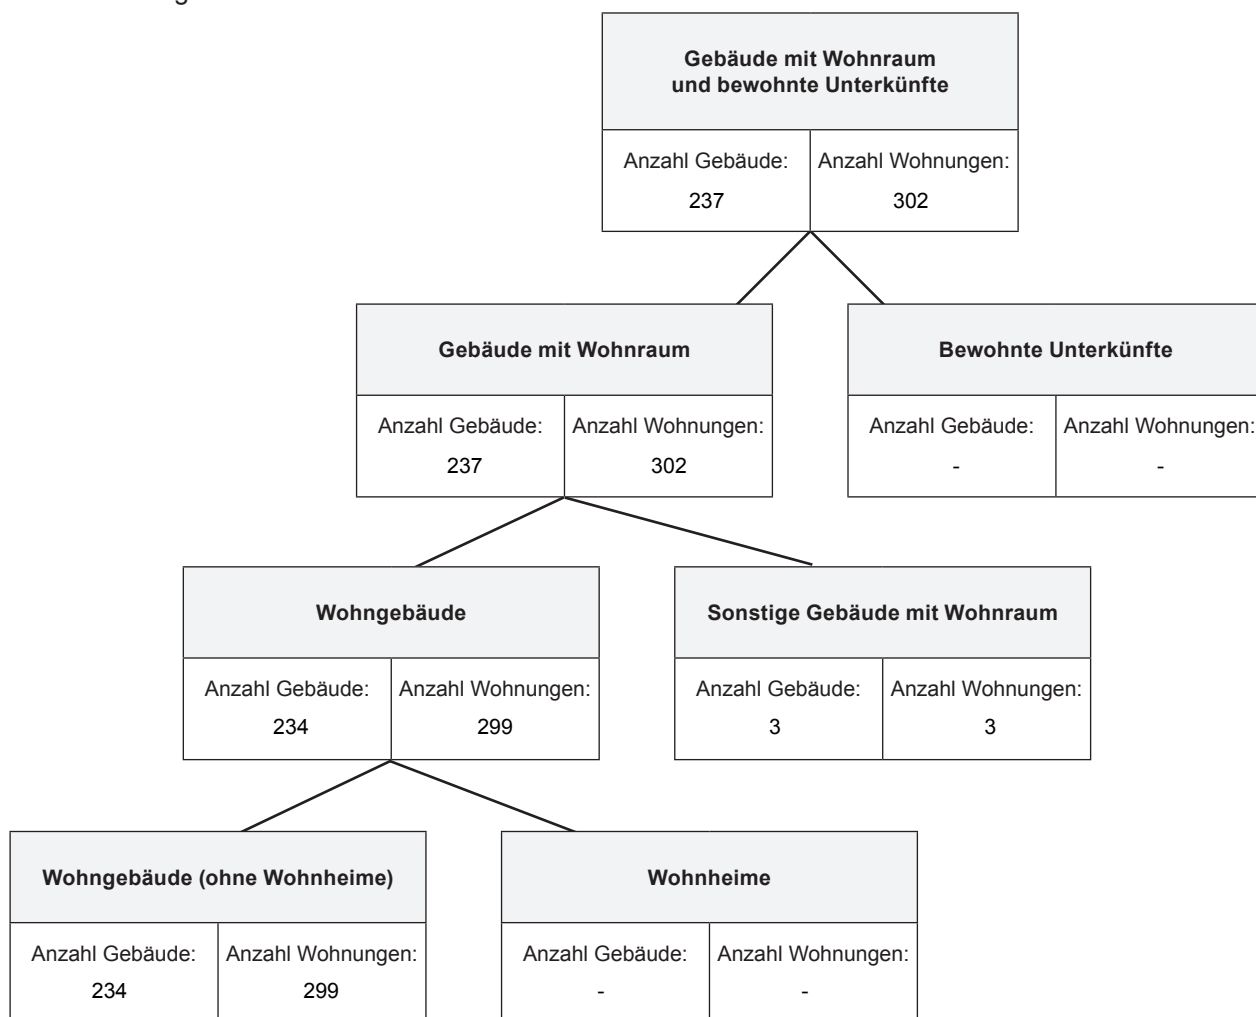 Gebäude mit Wohnraum
und bewohnte Unterkünfte
Anzahl Gebäude: Anzahl Wohnungen:
237 302
Gebäude mit Wohnraum
Anzahl Gebäude: Anzahl Wohnungen:
237 302
Bewohnte Unterkünfte
Anzahl Gebäude: Anzahl Wohnungen:
- -
Wohngebäude
Anzahl Gebäude: Anzahl Wohnungen:
234 299
Sonstige Gebäude mit Wohnraum
Anzahl Gebäude: Anzahl Wohnungen:
3 3
Wohngebäude (ohne Wohnheime)
Anzahl Gebäude: Anzahl Wohnungen:
234 299
Wohnheime
Anzahl Gebäude: Anzahl Wohnungen:
- -